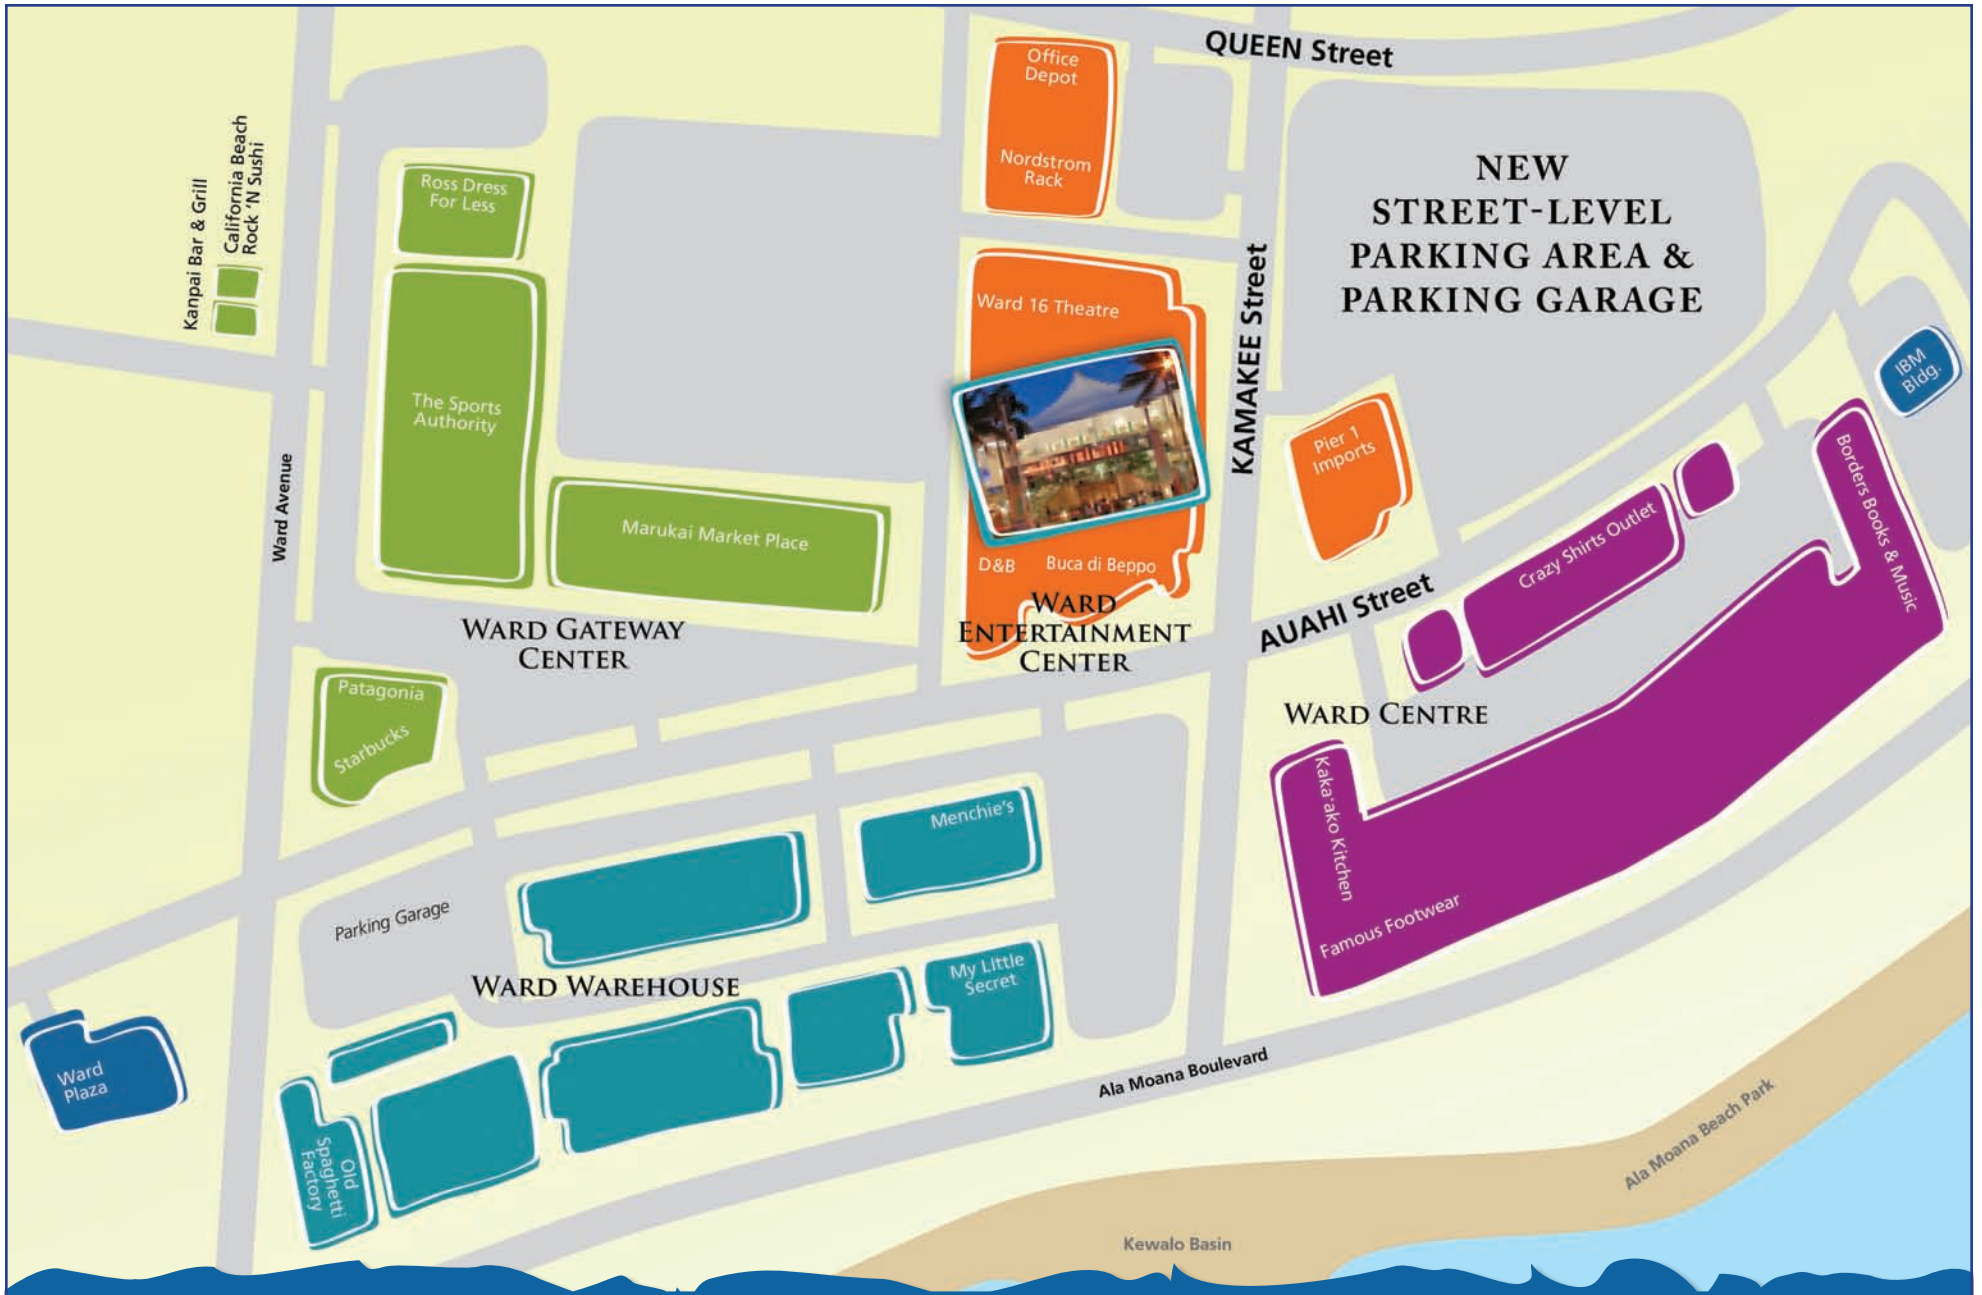 QUEEN Street
Office
Depot
Nordstrom
Rack
NEW
STREET-LEVEL
PARKING AREA &
PARKING GARAGE
Kanpai Bar & Grill
California Beach
Rock 'N Sushi
Ross Dress
For Less
Ward 16 Theatre
KAMAKEE Street
IBM
Bldg.
The Sports
Authority
Pier 1
Imports
Borders Books & Music
Ward Avenue
Marukai Market Place
Crazy Shirts Outlet
D&B
Buca di Beppo
WARD GATEWAY
CENTER
WARD
ENTERTAINMENT
CENTER
AUAHI Street
Patagonia
Starbucks
WARD CENTRE
Kaka'ako Kitchen
Menchie's
Parking Garage
Famous Footwear
WARD WAREHOUSE
My LIttle
Secret
Ward
Plaza
Ala Moana Boulevard
Old
Spaghetti
Factory
Ala Moana Beach Park
Kewalo Basin